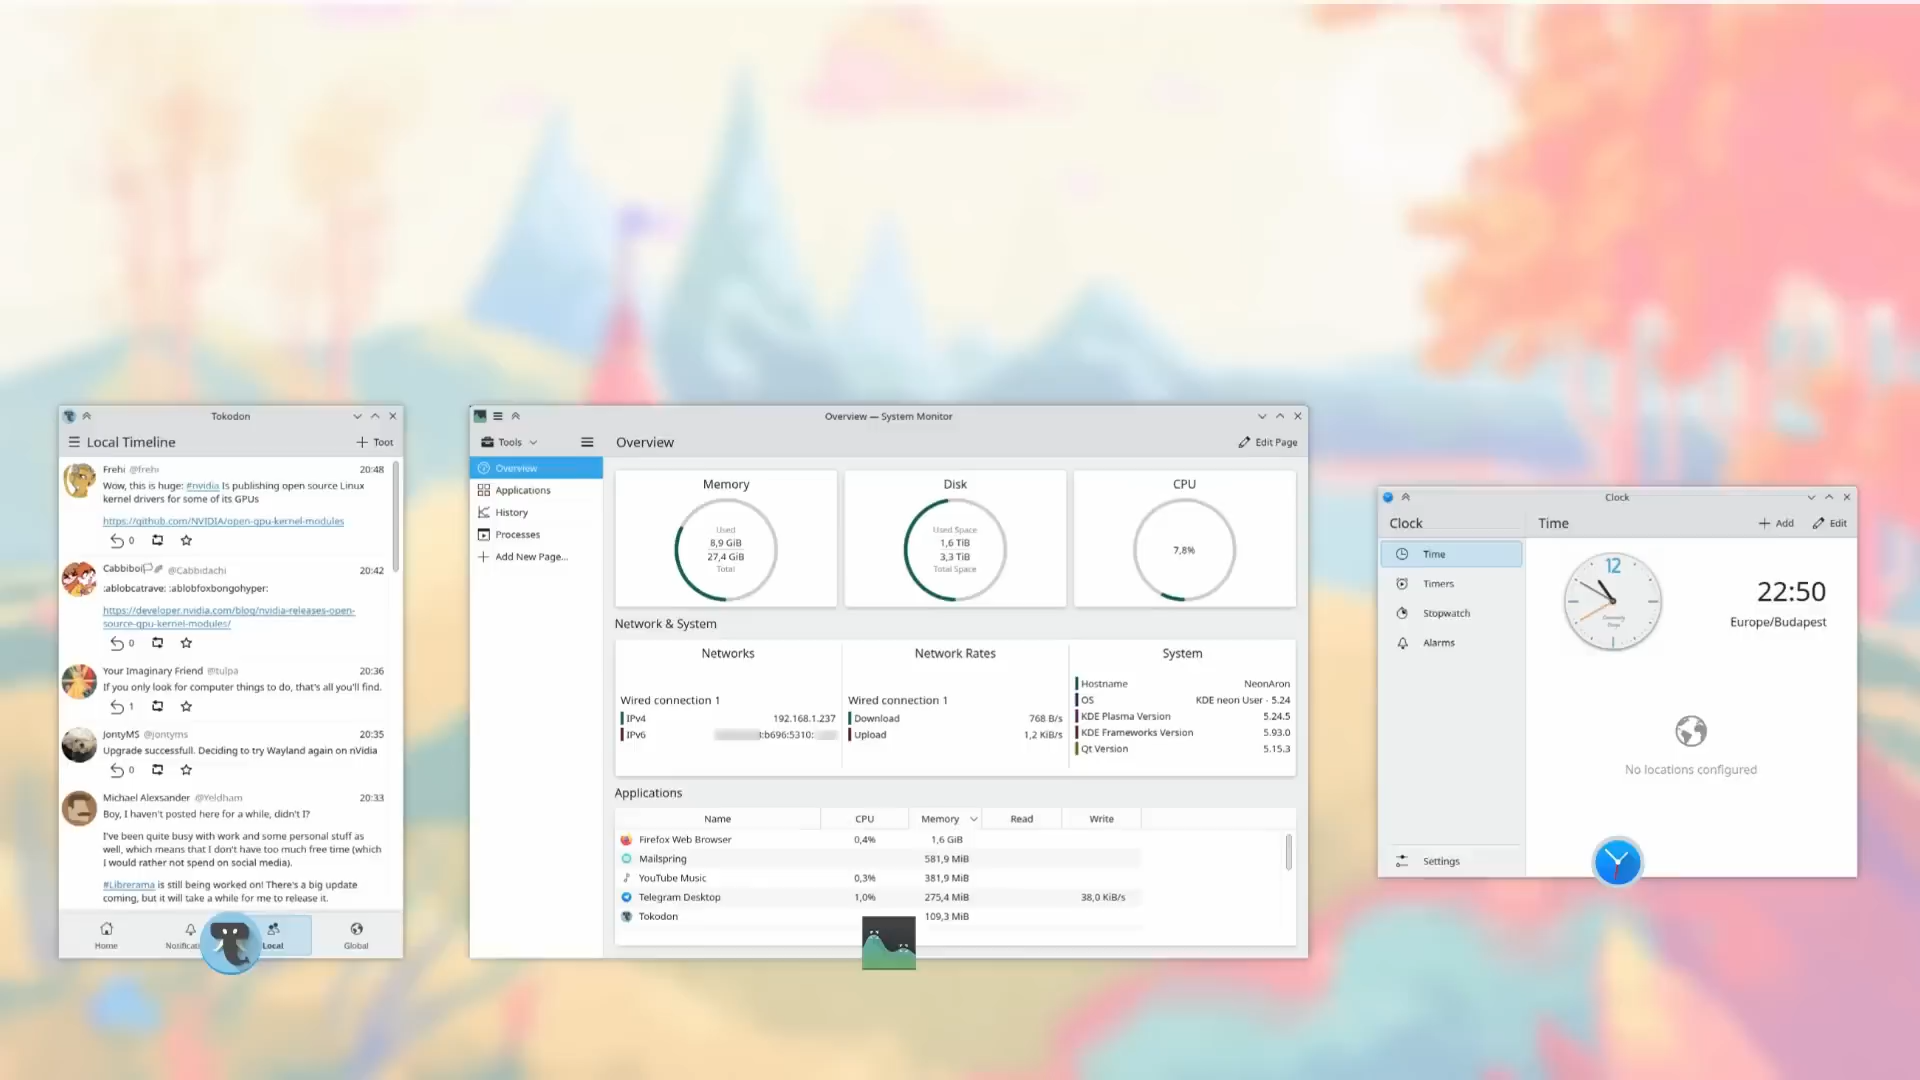 Tokodon
Local Timeline
Toot
Frehi @frehi 20:48
Wow, this is huge: #nvidia Is publishing open source Linux
kernel drivers for some of its GPUs
https://github.com/NVIDIA/open-gpu-kernel-modules
0
Cabbiboi @Cabbidachi 20:42
:ablobcatrave: :ablobfoxbongohyper:
https://developer.nvidia.com/blog/nvidia-releases-open-
source-gpu-kernel-modules/
0
Your Imaginary Friend @tulpa 20:36
If you only look for computer things to do, that's all you'll find.
1
JontyMS @jontyms 20:35
Upgrade successfull. Deciding to try Wayland again on nVidia
0
Michael Alexsander @Yeldham 20:33
Boy, I haven't posted here for a while, didn't I?
I've been quite busy with work and some personal stuff as
well, which means that I don't have too much free time (which
I would rather not spend on social media).
#Librerama is still being worked on! There's a big update
coming, but it will take a while for me to release it.
Home Notificat Local Global
Overview — System Monitor
Tools
Overview
Edit Page
Overview
Applications
History
Processes
Add New Page...
Memory
Used
8,9 GiB
27,4 GiB
Total
Disk
Used Space
1,6 TiB
3,3 TiB
Total Space
CPU
7,8%
Network & System
Networks
Wired connection 1
IPv4 192.168.1.237
IPv6 :b696:5310:
Network Rates
Wired connection 1
Download 768 B/s
Upload 1,2 KiB/s
System
Hostname NeonAron
OS KDE neon User - 5.24
KDE Plasma Version 5.24.5
KDE Frameworks Version 5.93.0
Qt Version 5.15.3
Applications
Name CPU Memory Read Write
Firefox Web Browser 0,4% 1,6 GiB
Mailspring 581,9 MiB
YouTube Music 0,3% 381,9 MiB
Telegram Desktop 1,0% 275,4 MiB 38,0 KiB/s
Tokodon 109,3 MiB
Clock
Clock
Time
Add
Edit
Time
Timers
Stopwatch
Alarms
Settings
12
22:50
Europe/Budapest
No locations configured